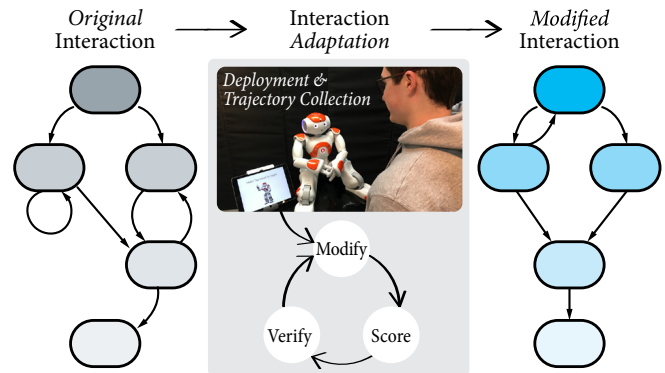 Original
Interaction
Interaction
Adaptation
Modified
Interaction
Deployment &
Trajectory Collection
Modify
Verify
Score